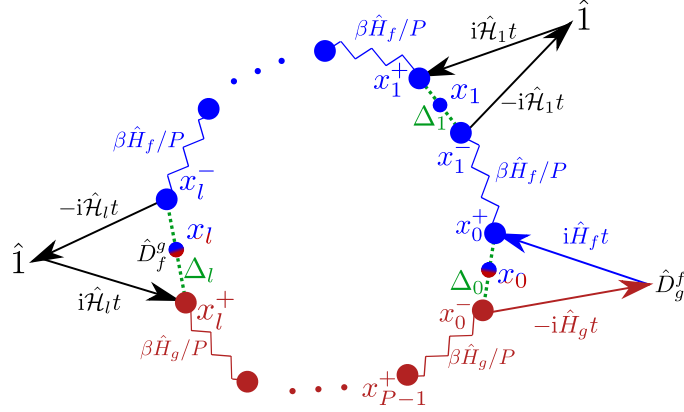 βĤ_f/P
iĤ_1t
1̂
x_1^+
x_1
−iĤ_1t
Δ_1
βĤ_f/P
x_1^-
βĤ_f/P
x_l^-
−iĤ_lt
x_l
x_0^+
iĤ_ft
1̂
D̂_f^g
Δ_l
Δ_0
x_0
D̂_g^f
iĤ_lt
x_l^+
x_0^-
−iĤ_gt
βĤ_g/P
βĤ_g/P
x_{P−1}^+